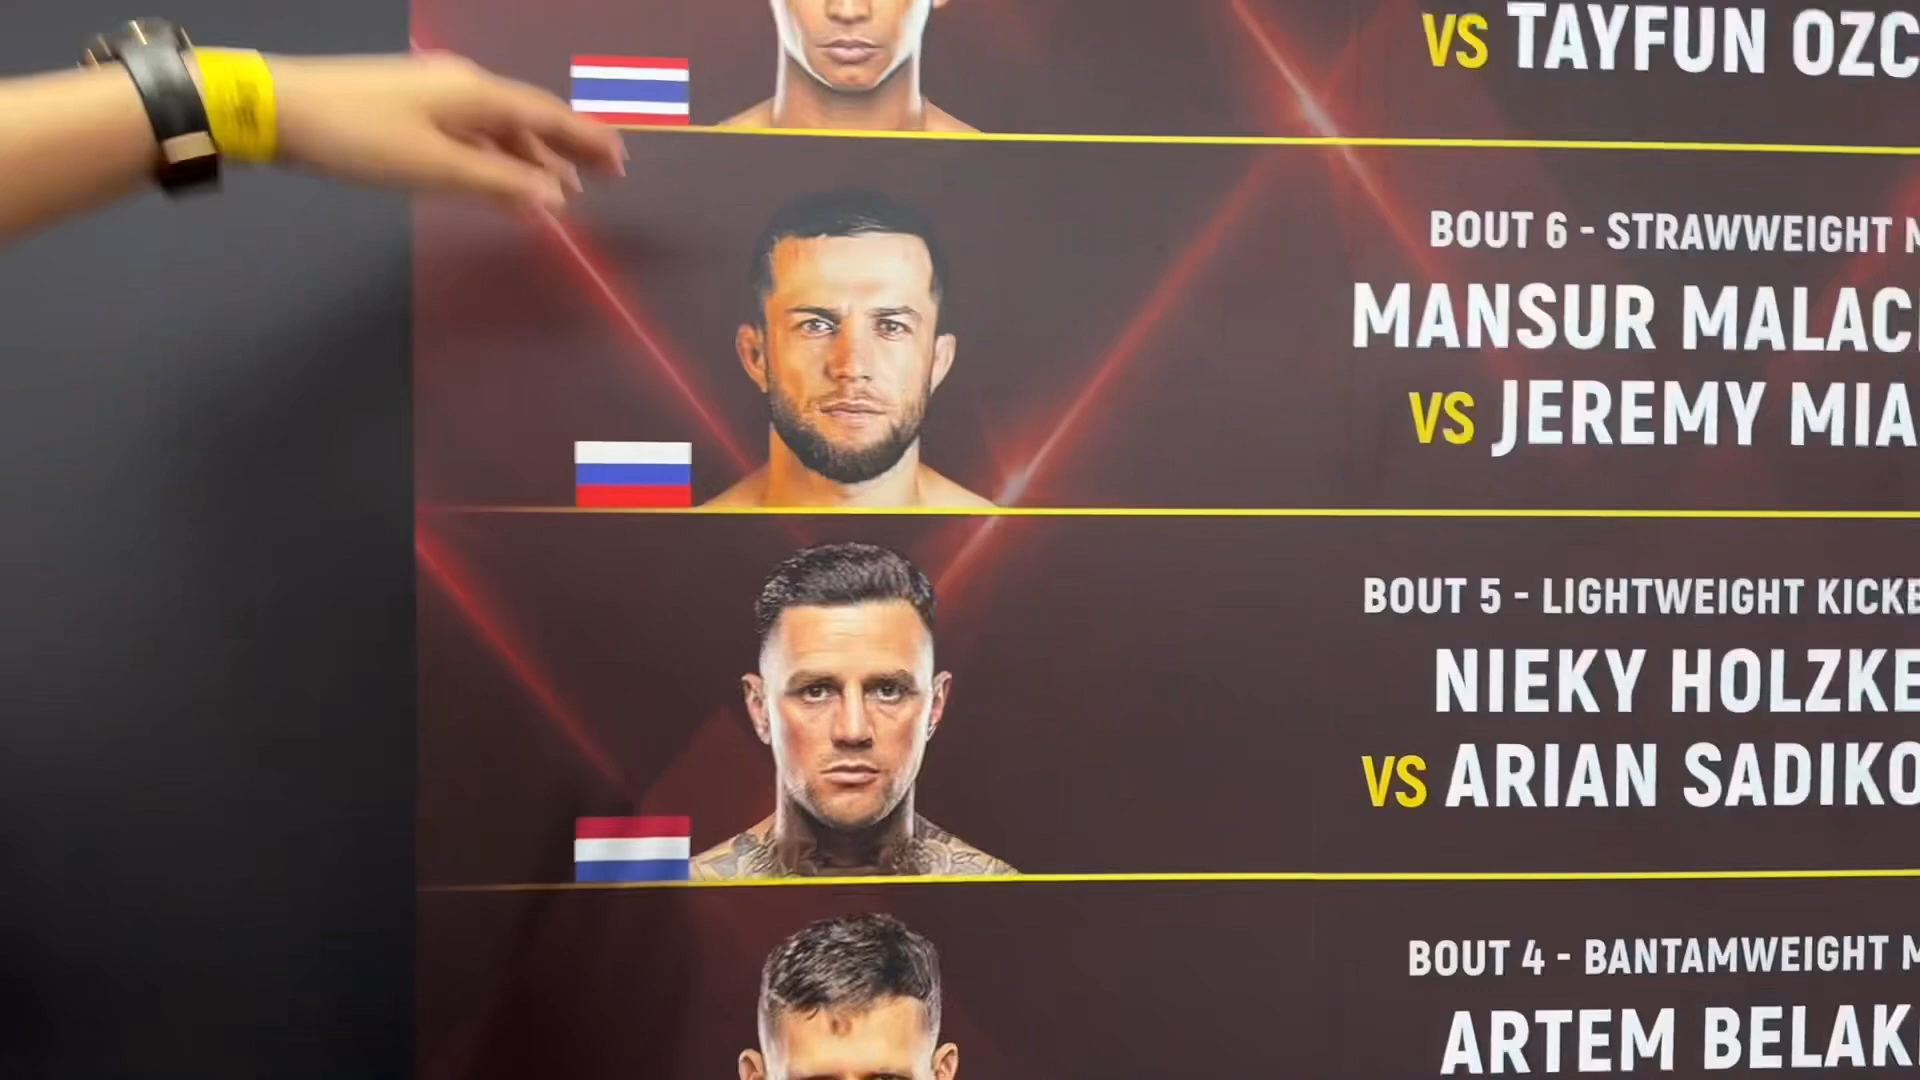 VS TAYFUN OZC
BOUT 6 - STRAWWEIGHT M
MANSUR MALAC
VS JEREMY MIA
BOUT 5 - LIGHTWEIGHT KICKB
NIEKY HOLZKE
VS ARIAN SADIKO
BOUT 4 - BANTAMWEIGHT M
ARTEM BELAK